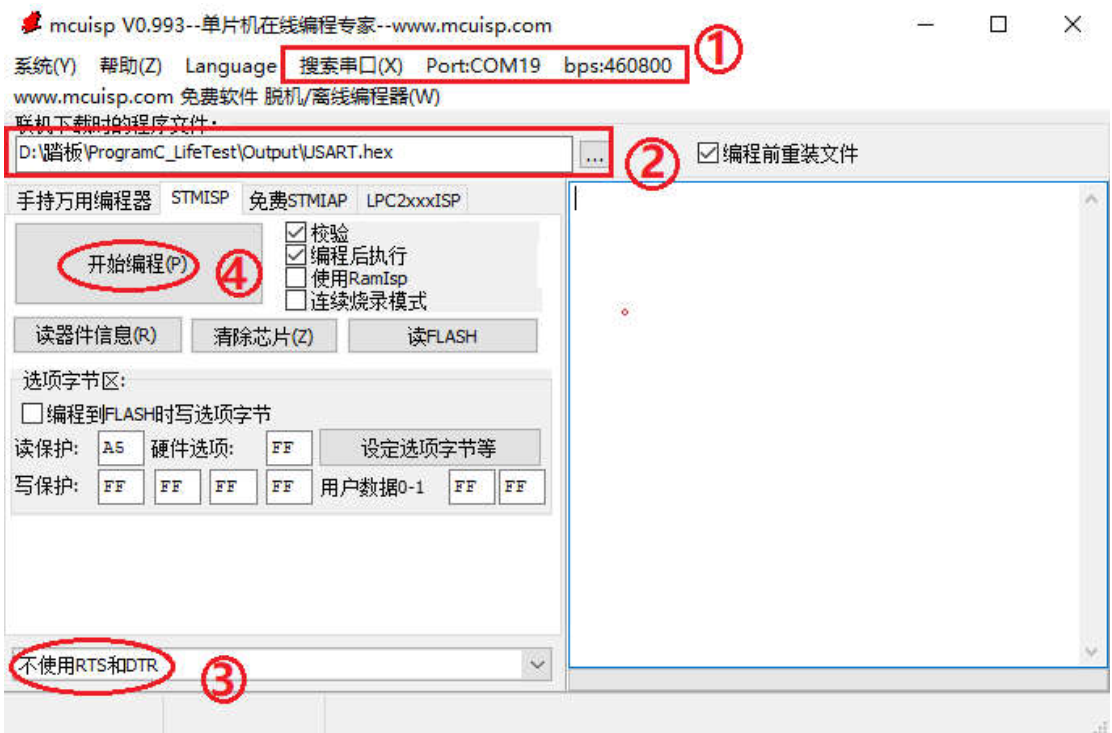 mcuisp V0.993--单片机在线编程专家--www.mcuisp.com
系统(Y) 帮助(Z) Language 搜索串口(X) Port:COM19 bps:460800
①
www.mcuisp.com 免费软件 脱机/离线编程器(W)
联机下载时的程序文件:
D:\踏板\ProgramC_LifeTest\Output\USART.hex ... ② 编程前重装文件
手持万用编程器 STMISP 免费STMIAP LPC2xxxISP
开始编程(P) ④
校验
编程后执行
使用RamIsp
连续烧录模式
读器件信息(R) 清除芯片(Z) 读FLASH
选项字节区:
编程到FLASH时写选项字节
读保护: A5 硬件选项: FF 设定选项字节等
写保护: FF FF FF FF 用户数据0-1 FF FF
不使用RTS和DTR ③